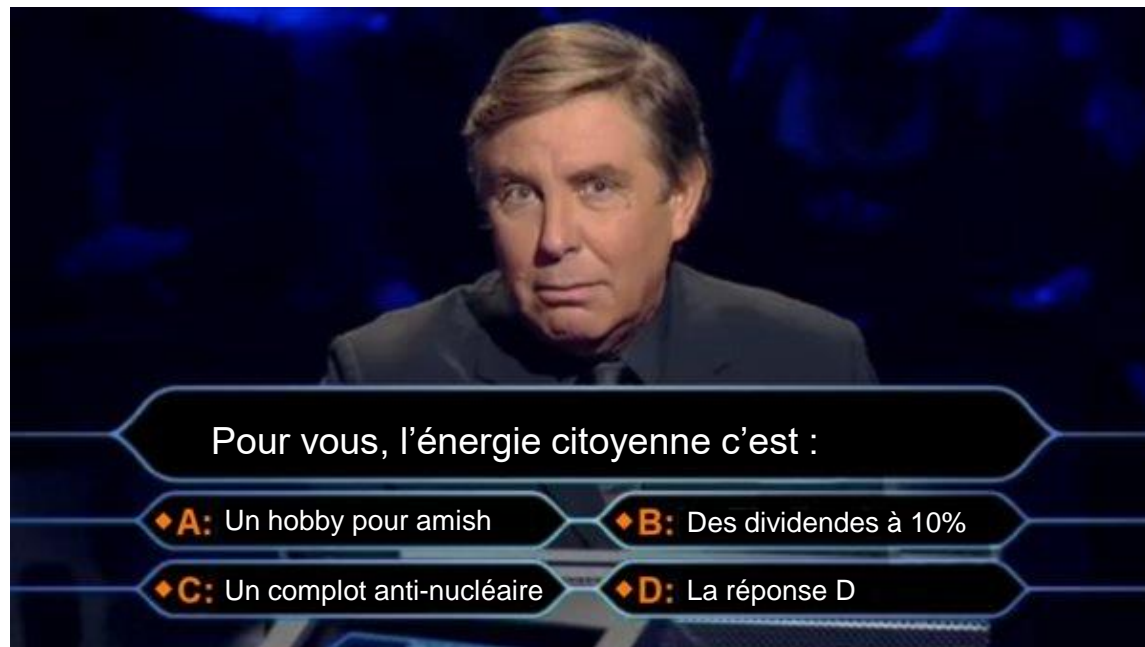 Pour vous, l’énergie citoyenne c’est :
A: Un hobby pour amish
B: Des dividendes à 10%
C: Un complot anti-nucléaire
D: La réponse D